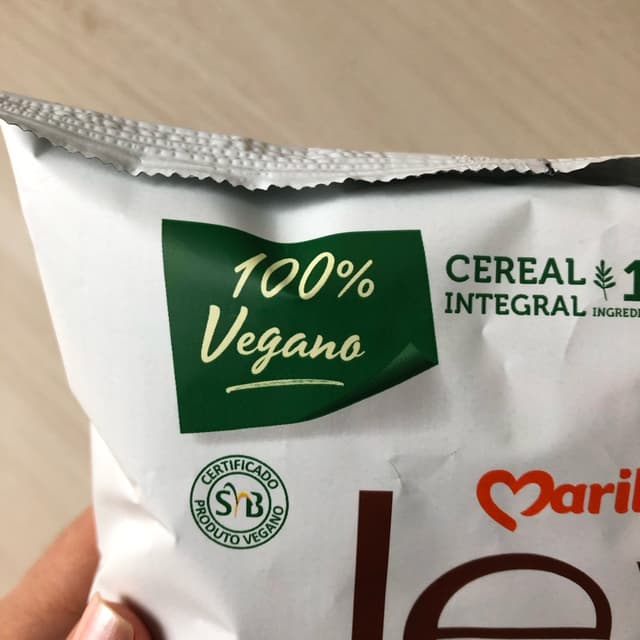 100%
Vegano
CEREAL
INTEGRAL
CERTIFICADO
SVB
PRODUTO VEGANO